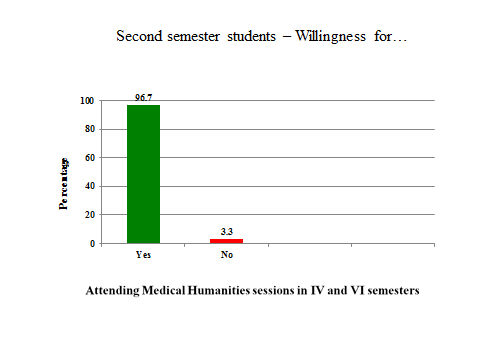 Second semester students – Willingness for…
Percentage
100
80
60
40
20
0
96.7
3.3
Yes No
Attending Medical Humanities sessions in IV and VI semesters